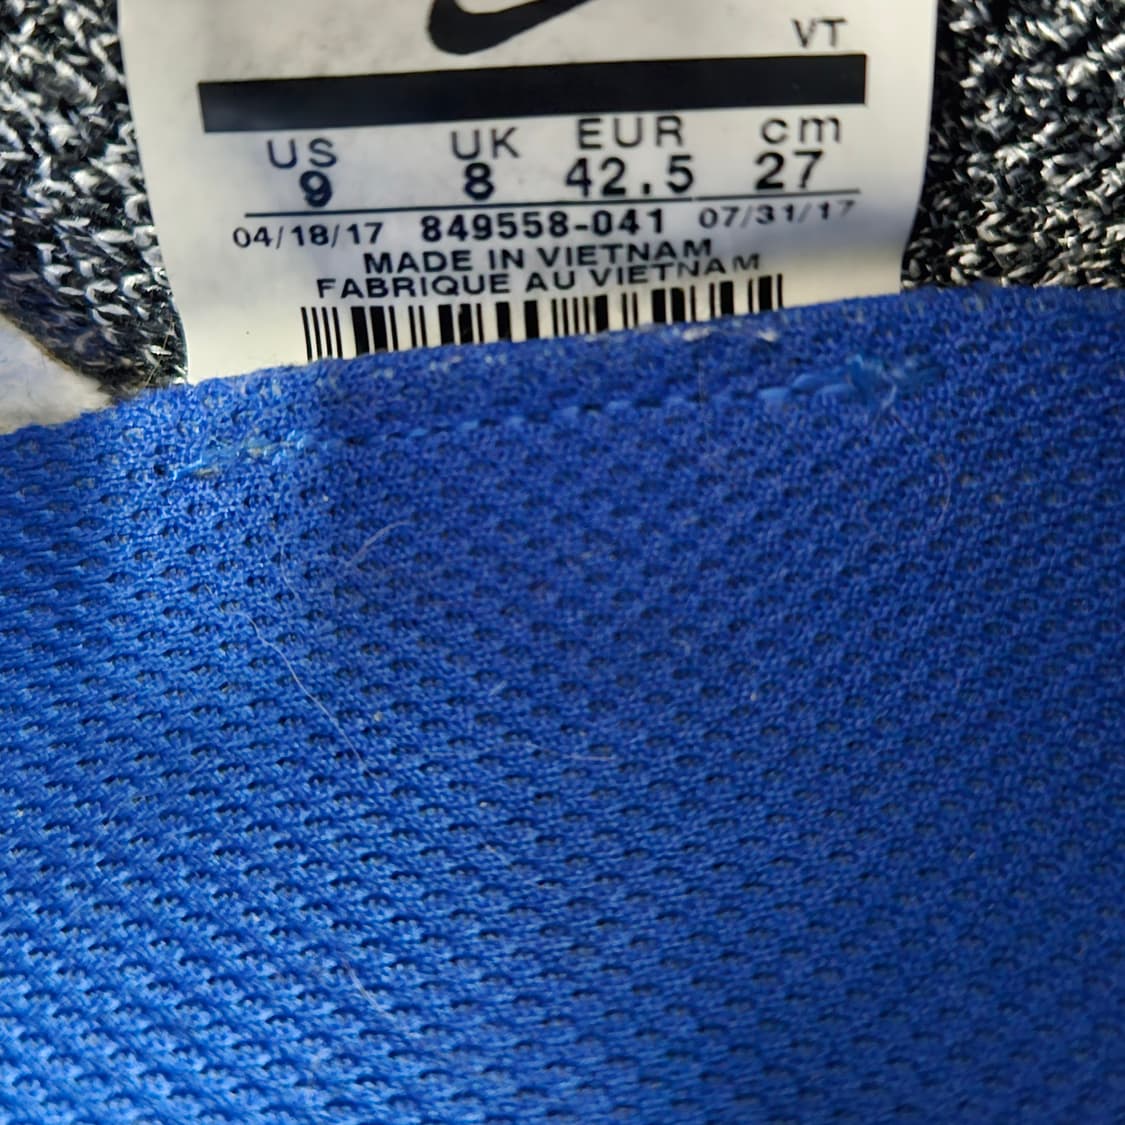 VT
US UK EUR cm
9 8 42.5 27
04/18/17 849558-041 07/31/17
MADE IN VIETNAM
FABRIQUE AU VIETNAM